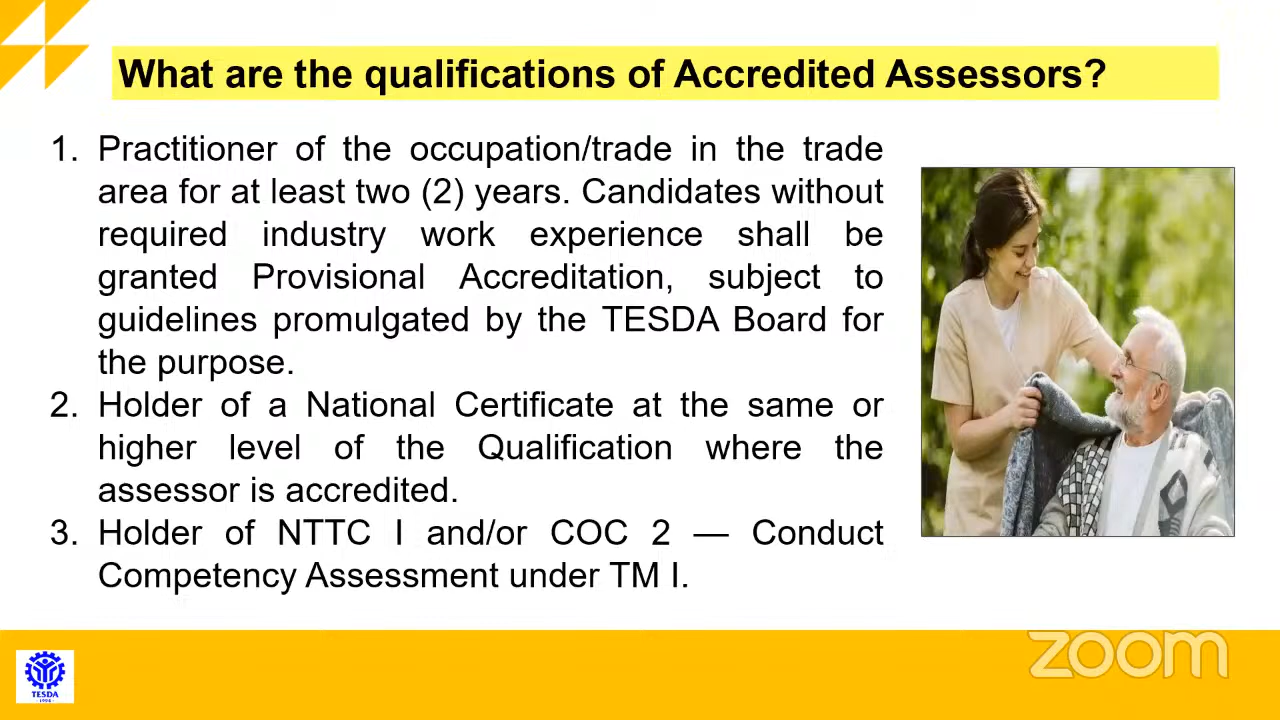 What are the qualifications of Accredited Assessors?
1. Practitioner of the occupation/trade in the trade
area for at least two (2) years. Candidates without
required industry work experience shall be
granted Provisional Accreditation, subject to
guidelines promulgated by the TESDA Board for
the purpose.
2. Holder of a National Certificate at the same or
higher level of the Qualification where the
assessor is accredited.
3. Holder of NTTC I and/or COC 2 — Conduct
Competency Assessment under TM I.
zoom
TESDA
1994